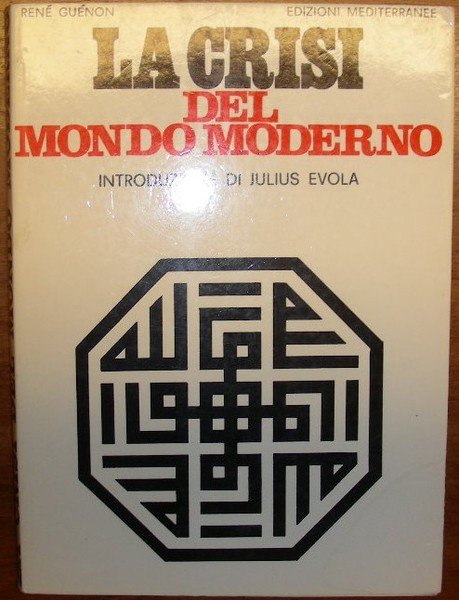 RENÉ GUÉNON EDIZIONI MEDITERRANEE
LA CRISI
DEL
MONDO MODERNO
DI JULIUS EVOLA